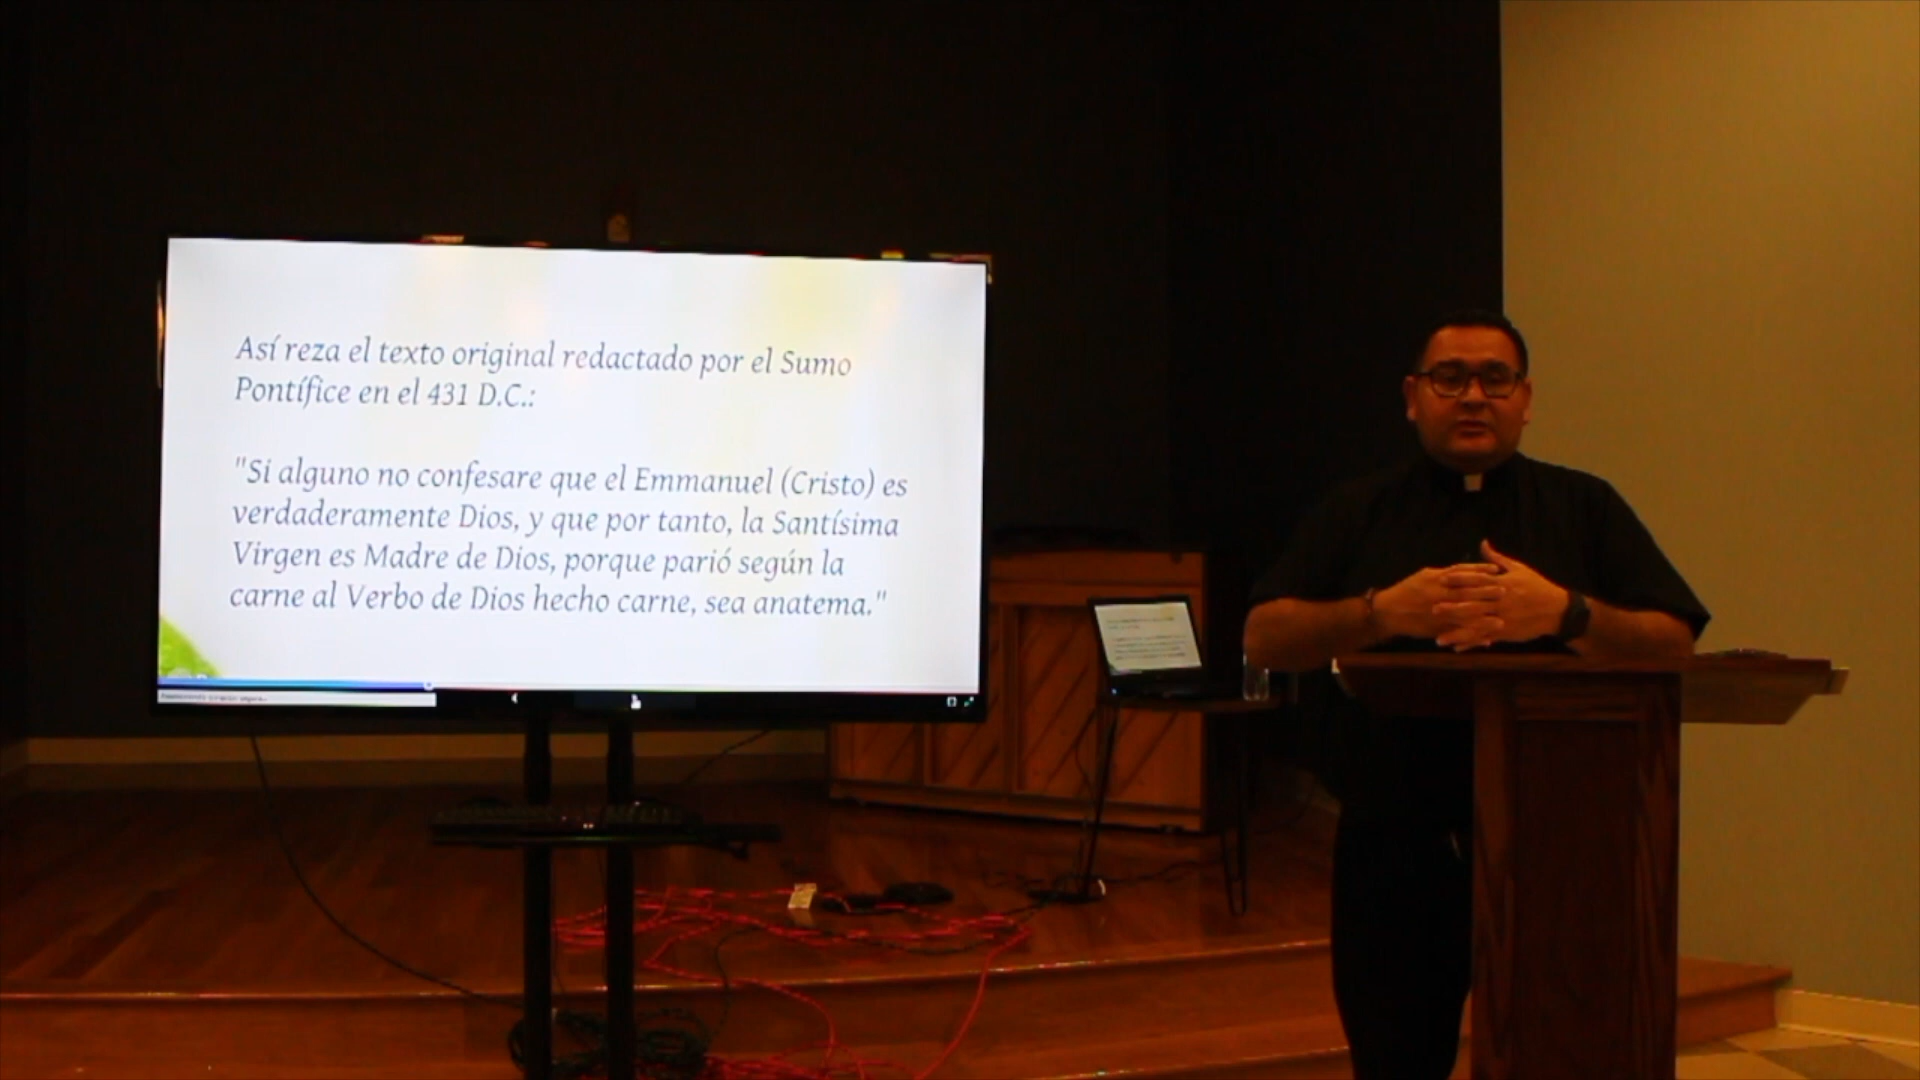 Así reza el texto original redactado por el Sumo
Pontífice en el 431 D.C.:
"Si alguno no confesare que el Emmanuel (Cristo) es
verdaderamente Dios, y que por tanto, la Santísima
Virgen es Madre de Dios, porque parió según la
carne al Verbo de Dios hecho carne, sea anatema."